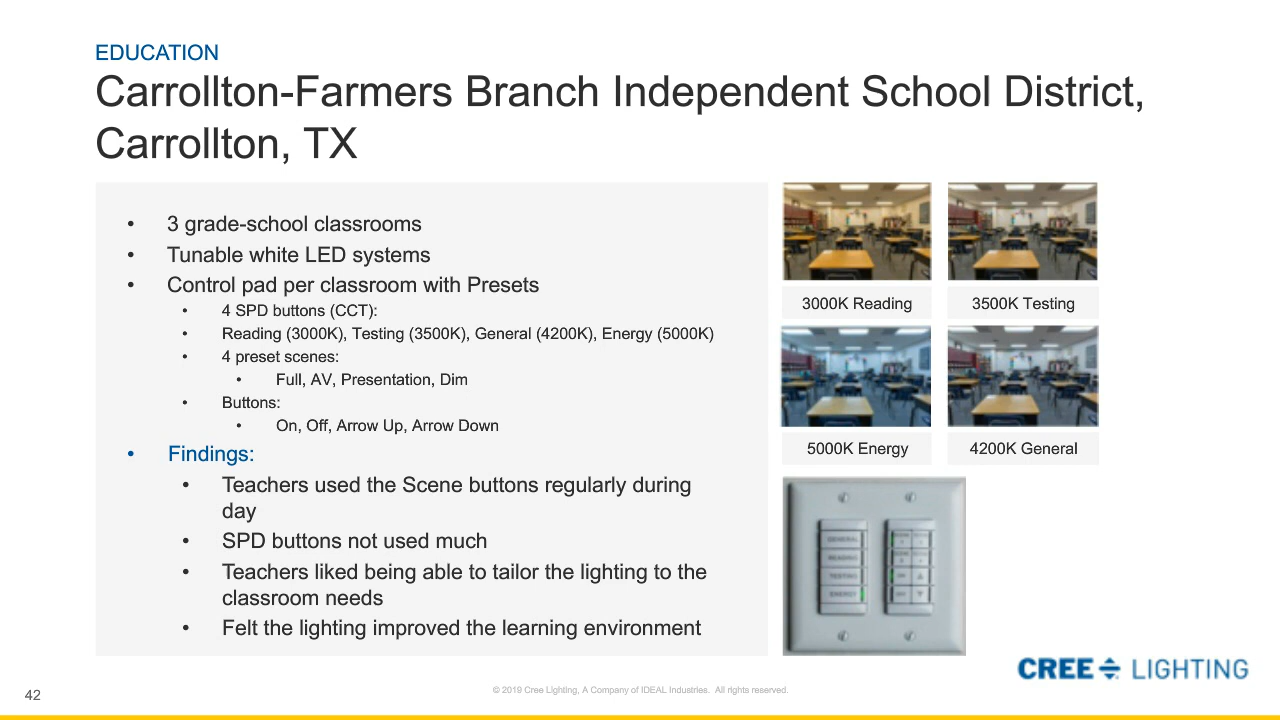 EDUCATION
Carrollton-Farmers Branch Independent School District,
Carrollton, TX
• 3 grade-school classrooms
• Tunable white LED systems
• Control pad per classroom with Presets
• 4 SPD buttons (CCT):
• Reading (3000K), Testing (3500K), General (4200K), Energy (5000K)
• 4 preset scenes:
• Full, AV, Presentation, Dim
• Buttons:
• On, Off, Arrow Up, Arrow Down
• Findings:
• Teachers used the Scene buttons regularly during
day
• SPD buttons not used much
• Teachers liked being able to tailor the lighting to the
classroom needs
• Felt the lighting improved the learning environment
3000K Reading
3500K Testing
5000K Energy
4200K General
GENERAL
READING
TESTING
ENERGY
CREE LIGHTING
42
© 2019 Cree Lighting, A Company of IDEAL Industries. All rights reserved.